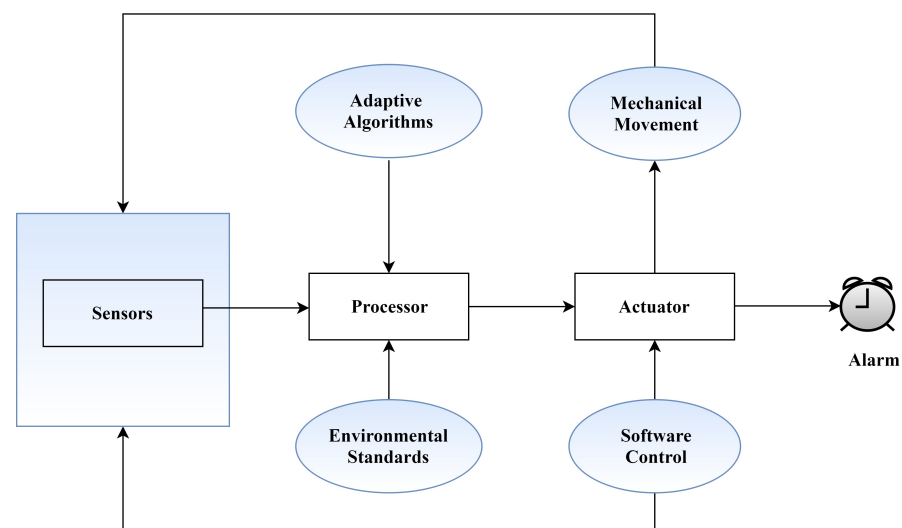 Adaptive
Algorithms
Mechanical
Movement
Sensors
Processor
Actuator
Alarm
Environmental
Standards
Software
Control